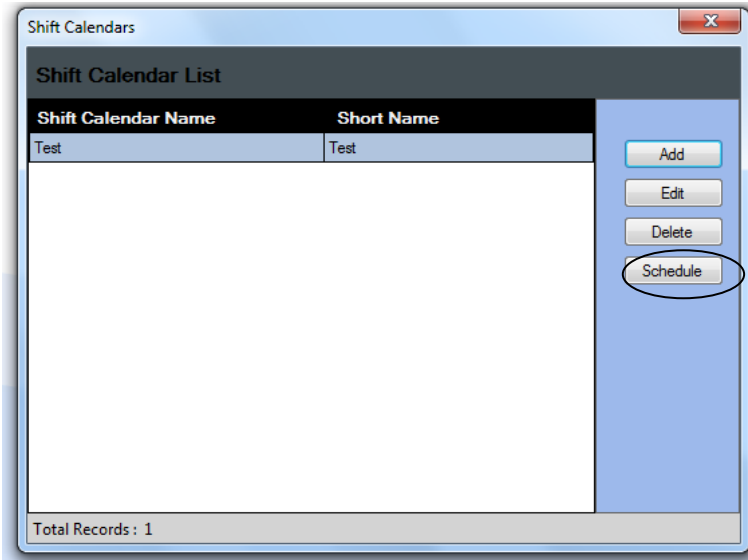 Shift Calendars
X
Shift Calendar List
Shift Calendar Name Short Name
Test Test
Add
Edit
Delete
Schedule
Total Records : 1